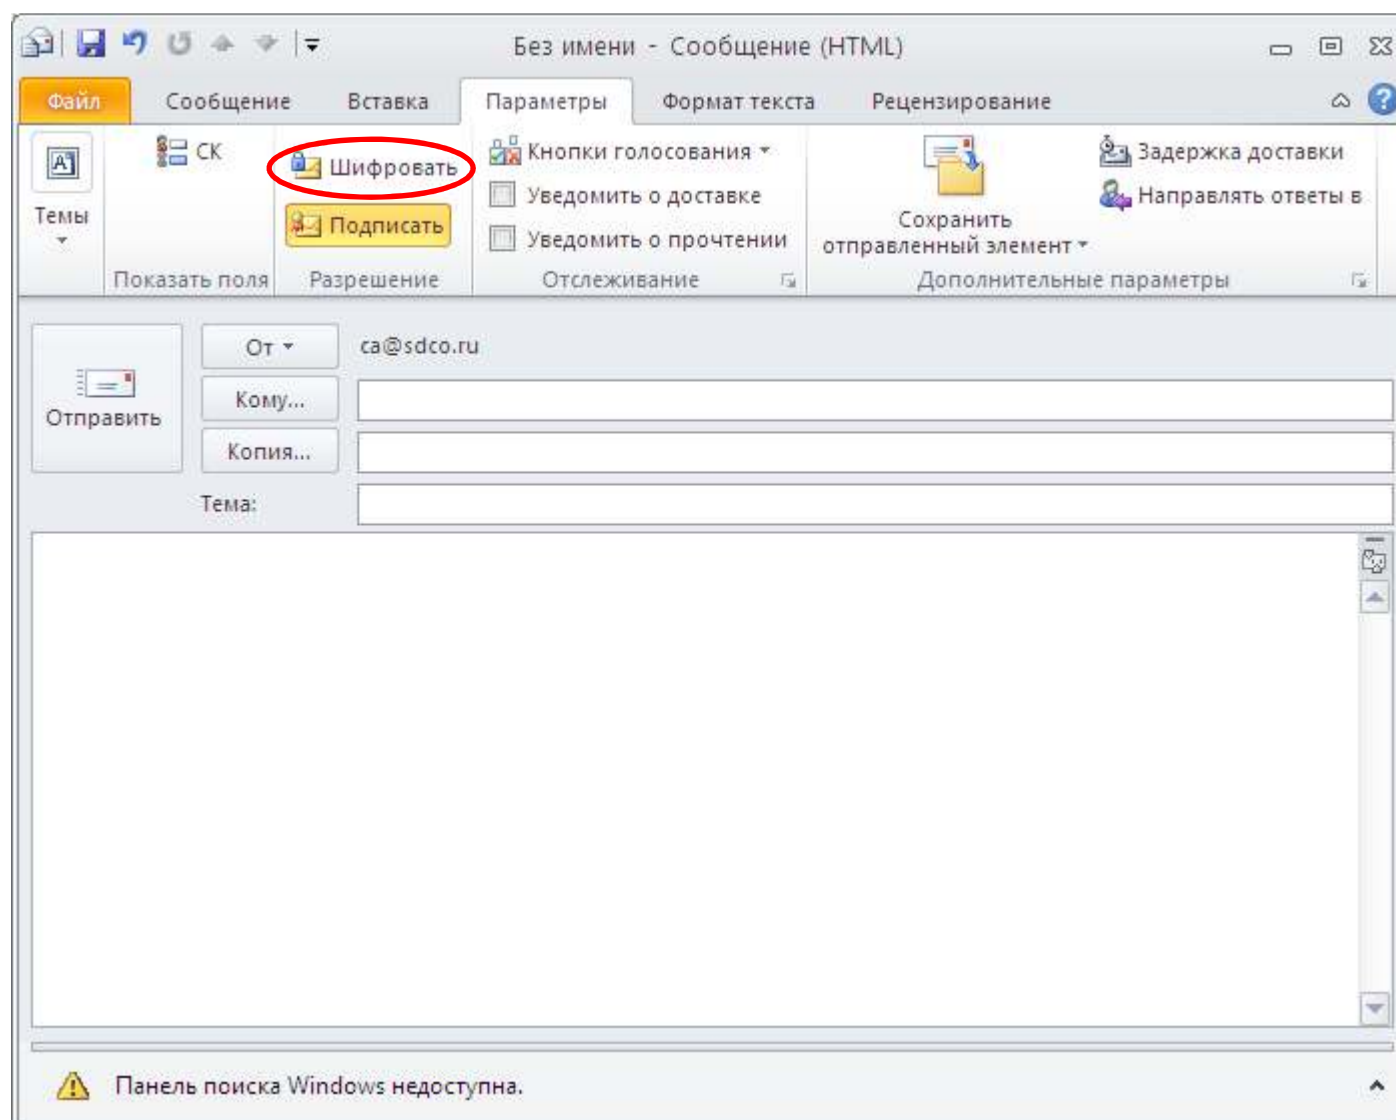 Без имени - Сообщение (HTML)
Файл Сообщение Вставка Параметры Формат текста Рецензирование
Темы
СК
Показать поля
Шифровать
Подписать
Разрешение
Кнопки голосования
Уведомить о доставке
Уведомить о прочтении
Отслеживание
Сохранить
отправленный элемент
Задержка доставки
Направлять ответы в
Дополнительные параметры
Отправить
От ca@sdco.ru
Кому...
Копия...
Тема:
Панель поиска Windows недоступна.